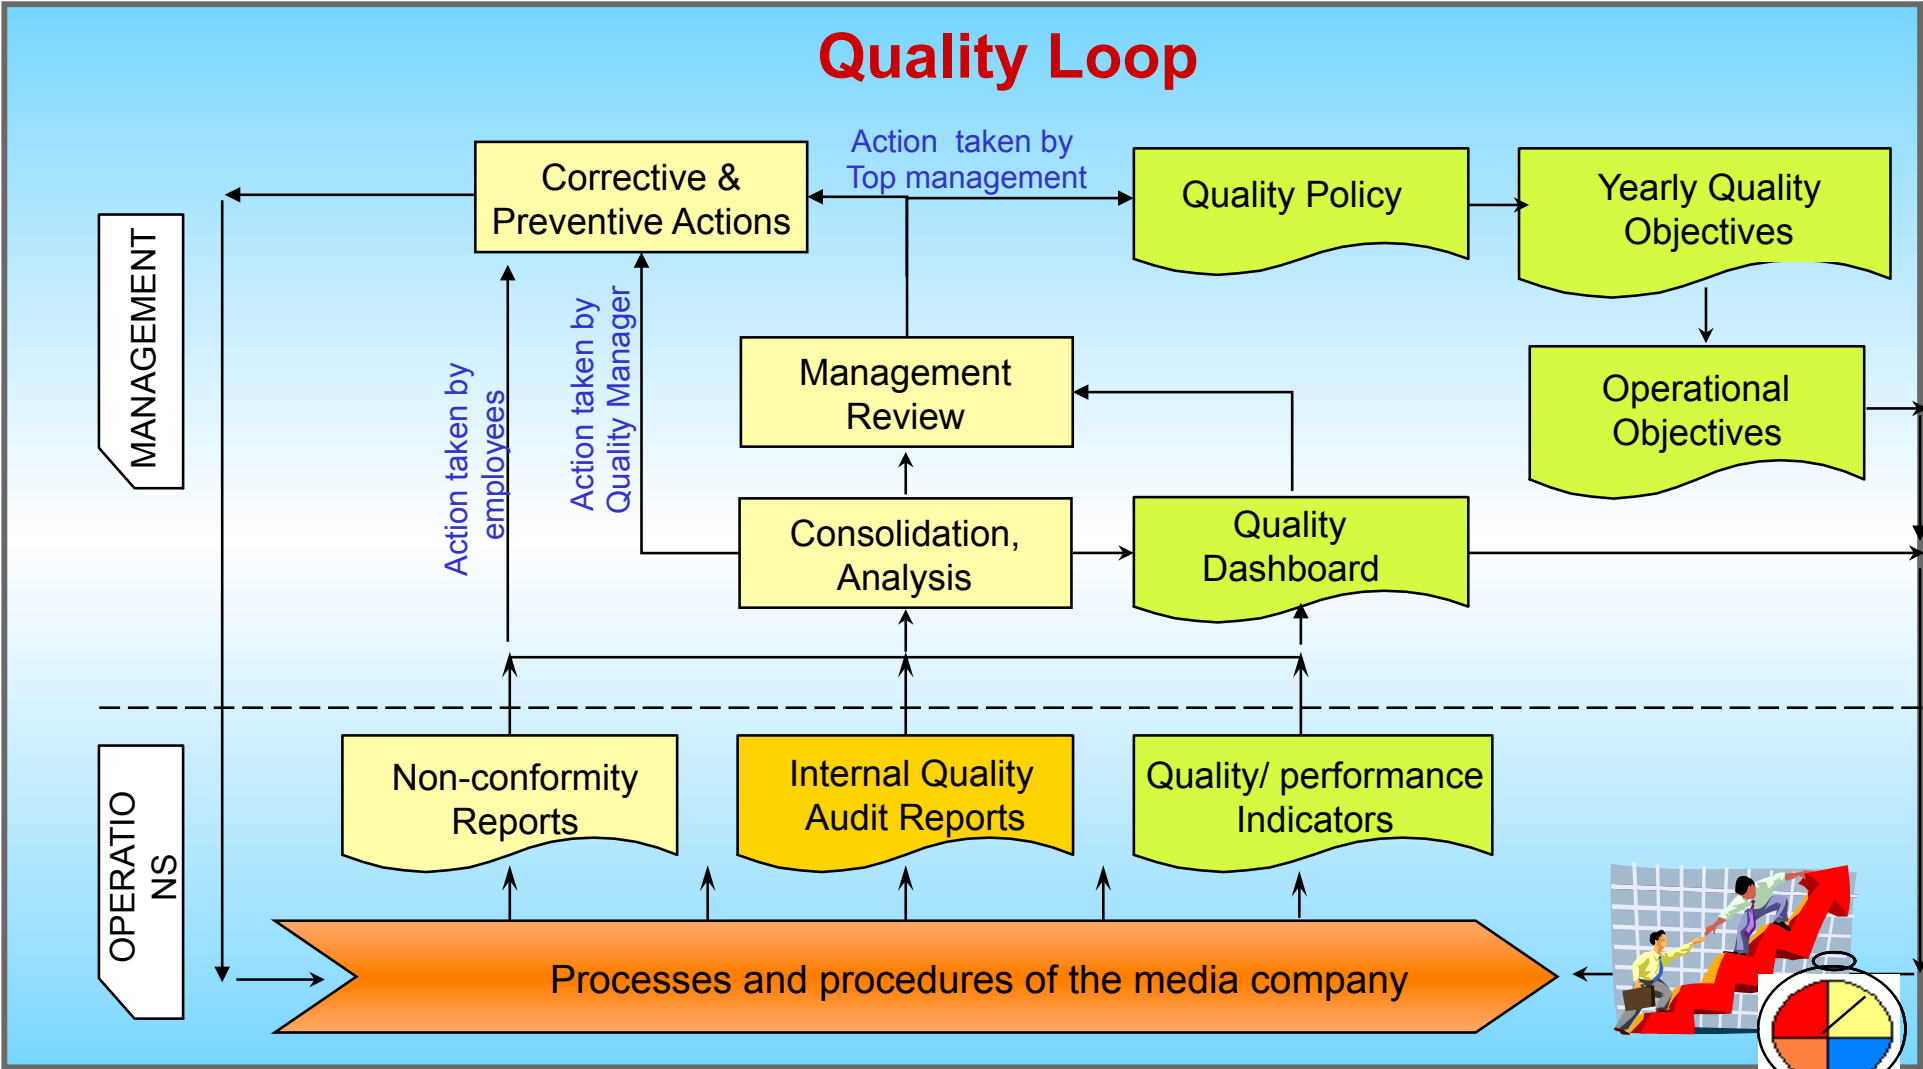 Quality Loop
Action taken by
Top management
Corrective &
Preventive Actions
Quality Policy
Yearly Quality
Objectives
MANAGEMENT
Action taken by
employees
Action taken by
Quality Manager
Management
Review
Operational
Objectives
Consolidation,
Analysis
Quality
Dashboard
OPERATIO
NS
Non-conformity
Reports
Internal Quality
Audit Reports
Quality/ performance
Indicators
Processes and procedures of the media company